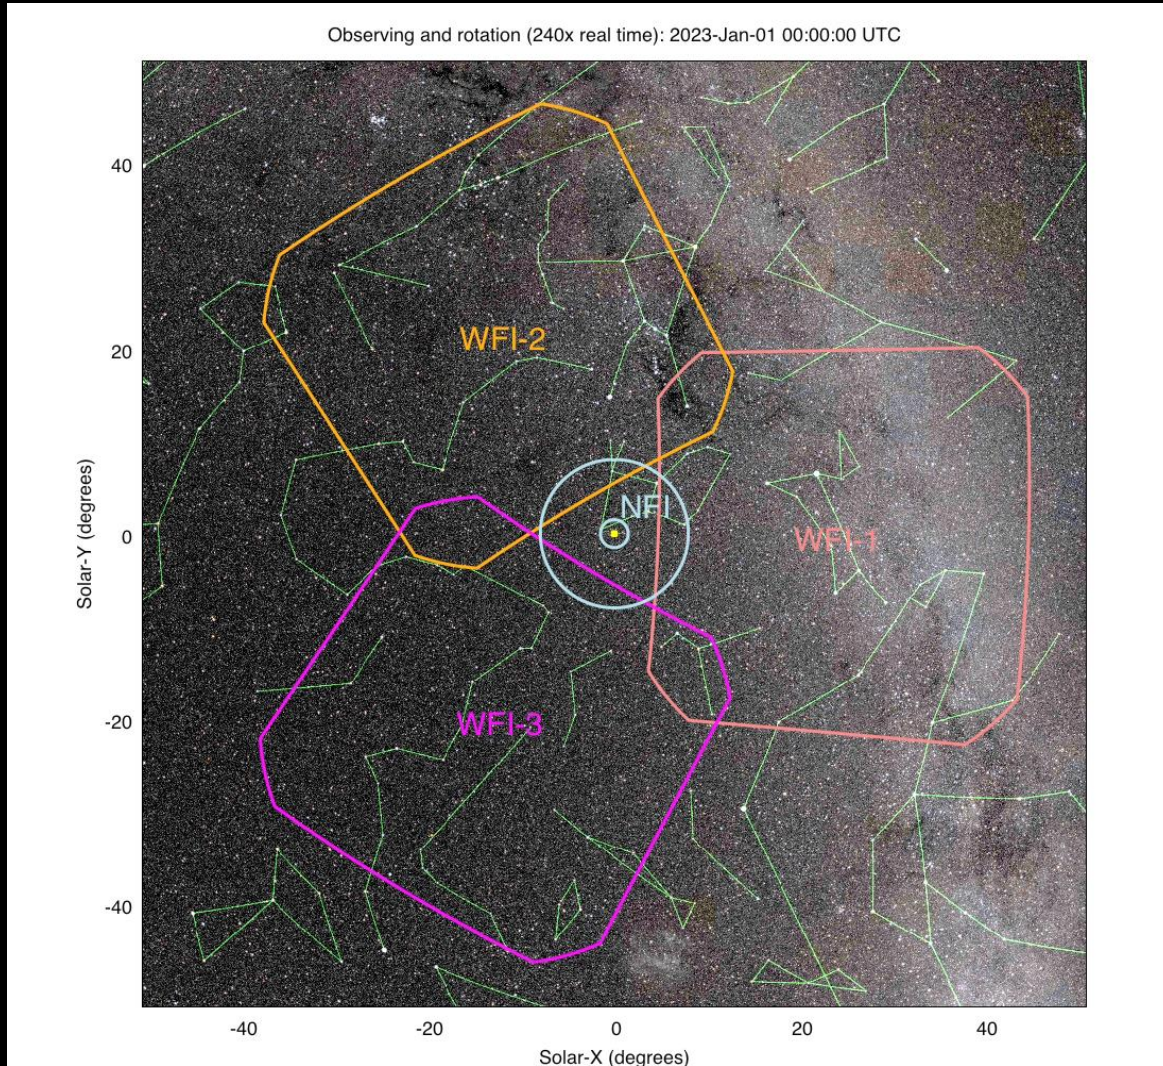 Observing and rotation (240x real time): 2023-Jan-01 00:00:00 UTC
40
WFI-2
20
NFI
0
WFI-1
Solar-Y (degrees)
-20
WFI-3
-40
-40 -20 0 20 40
Solar-X (degrees)